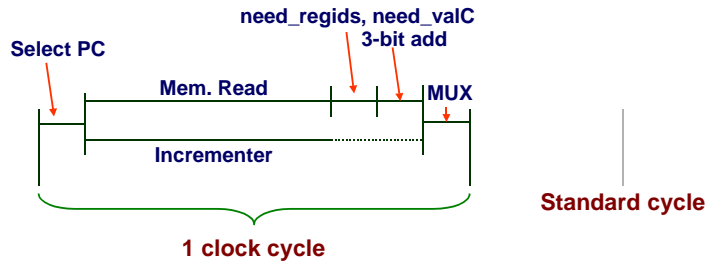 need_regids, need_valC
3-bit add
Select PC
Mem. Read
MUX
Incrementer
Standard cycle
1 clock cycle